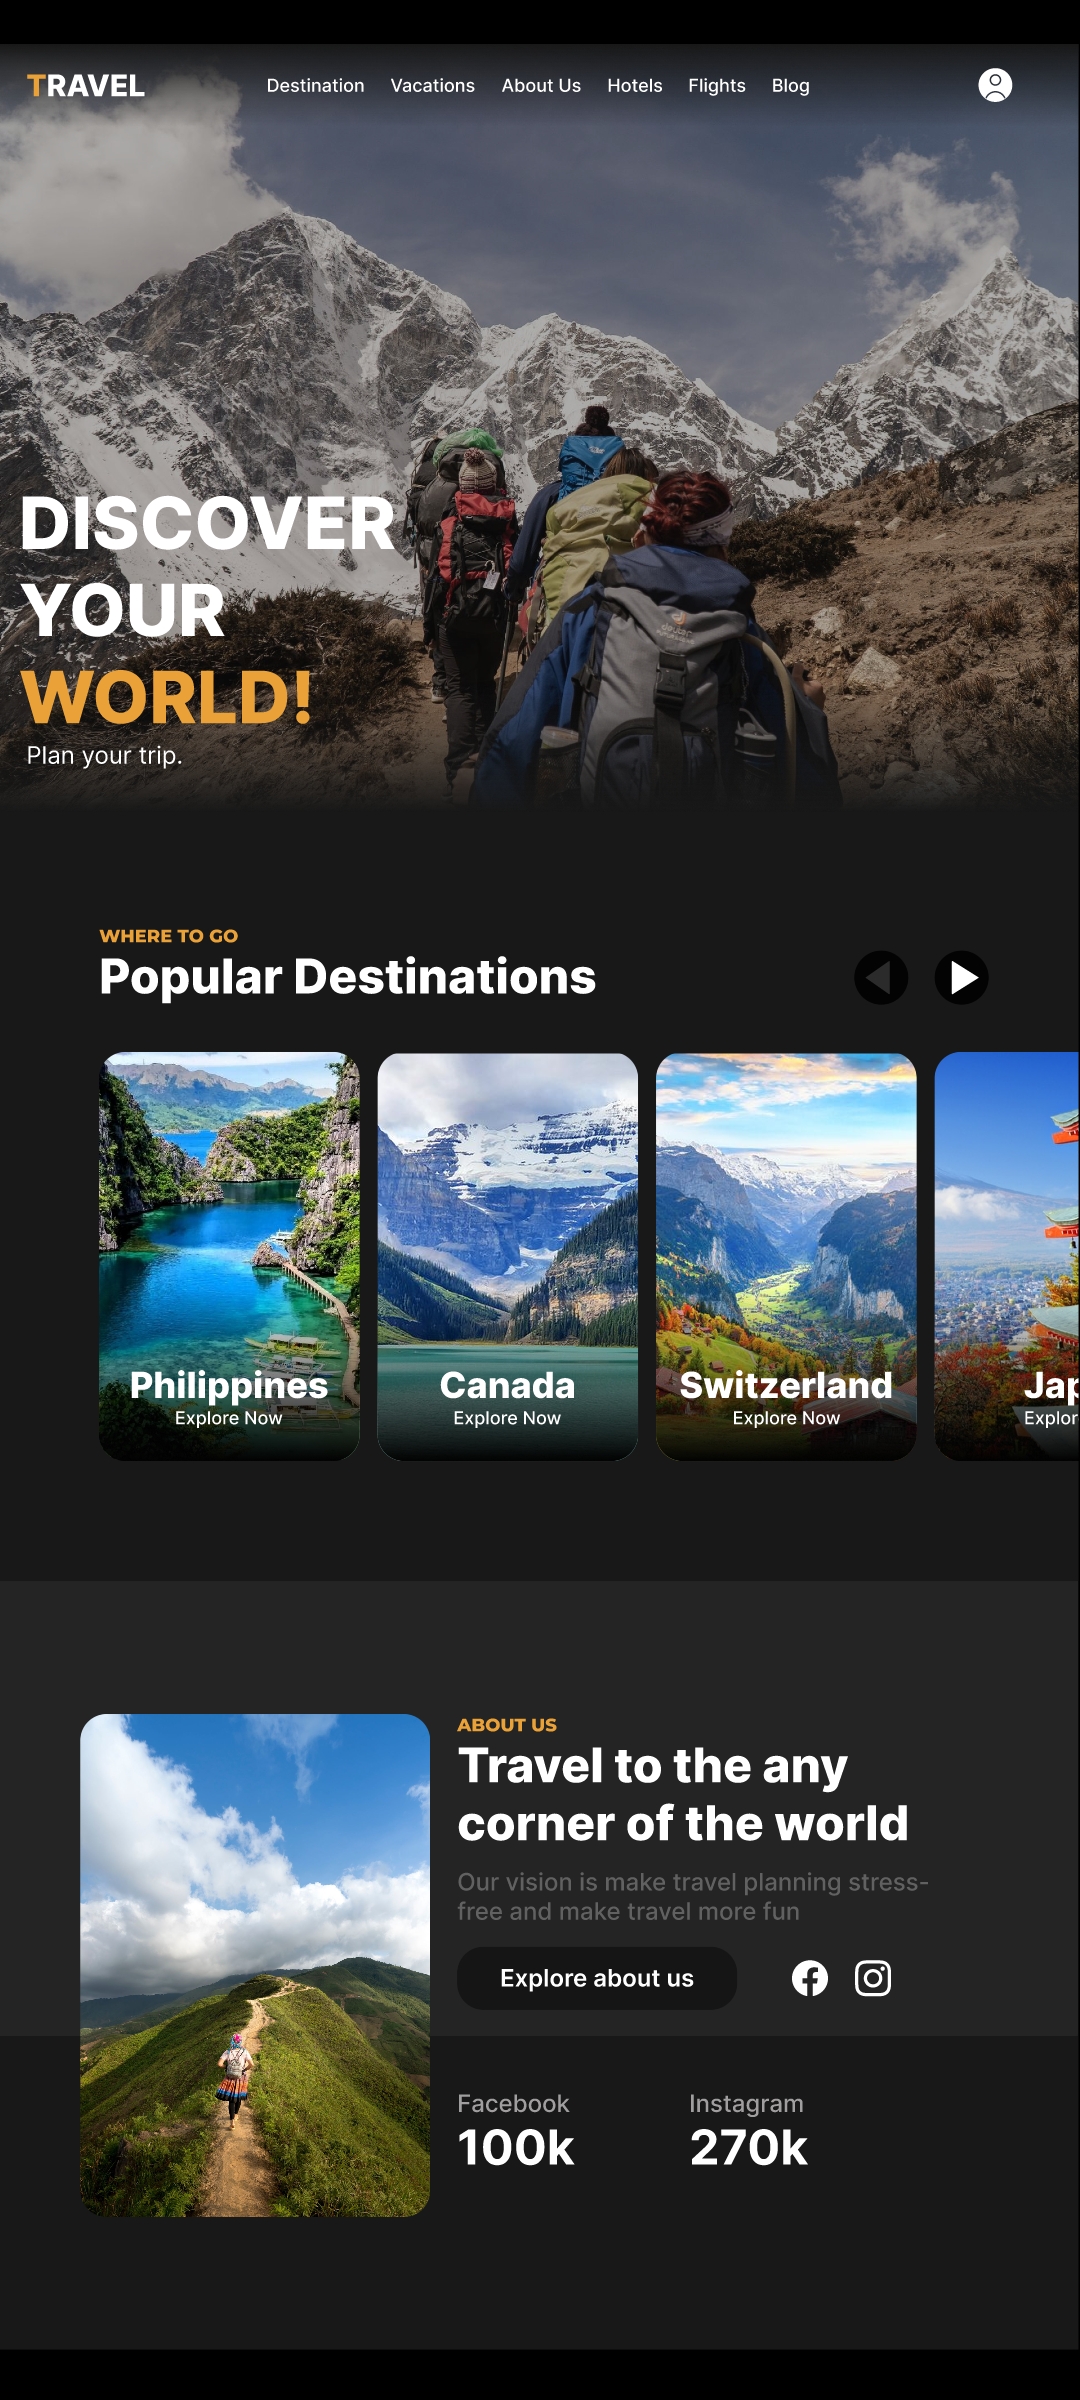 TRAVEL
Destination Vacations About Us Hotels Flights Blog
DISCOVER
YOUR
WORLD!
Plan your trip.
WHERE TO GO
Popular Destinations
Philippines
Explore Now
Canada
Explore Now
Switzerland
Explore Now
Jap
Explor
ABOUT US
Travel to the any
corner of the world
Our vision is make travel planning stress-
free and make travel more fun
Explore about us
Facebook
100k
Instagram
270k